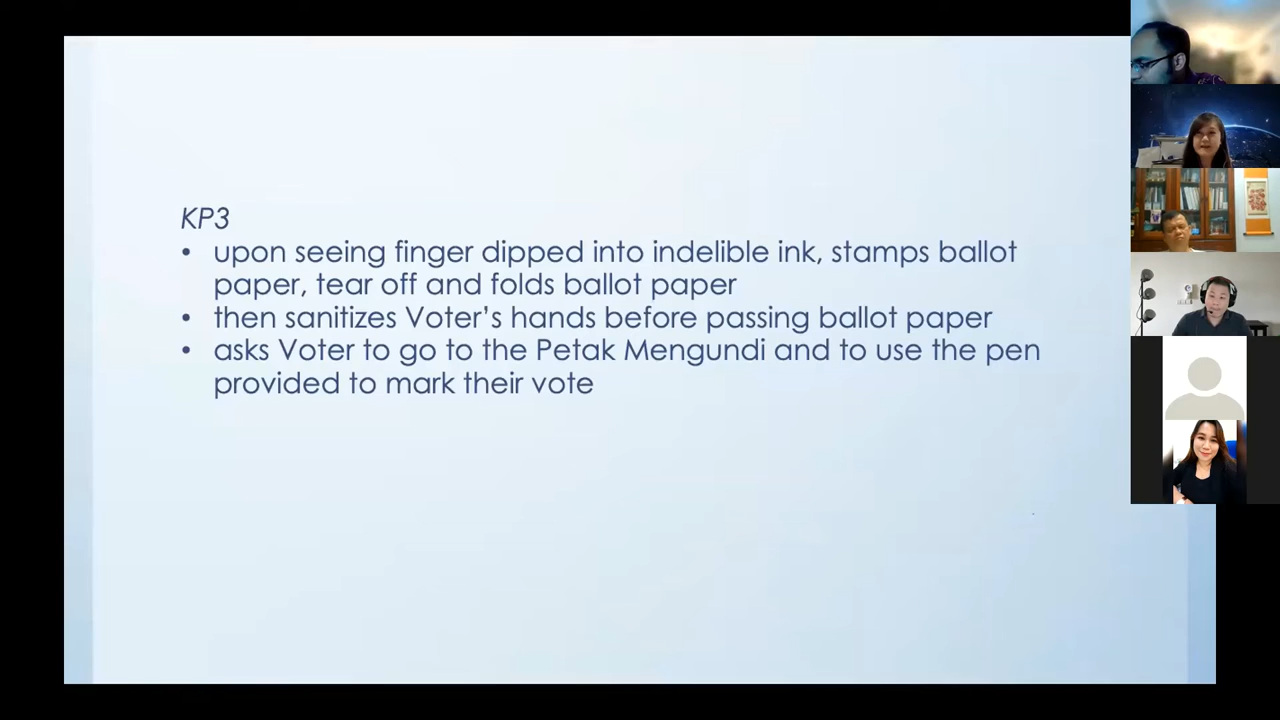 KP3
• upon seeing finger dipped into indelible ink, stamps ballot
paper, tear off and folds ballot paper
• then sanitizes Voter’s hands before passing ballot paper
• asks Voter to go to the Petak Mengundi and to use the pen
provided to mark their vote